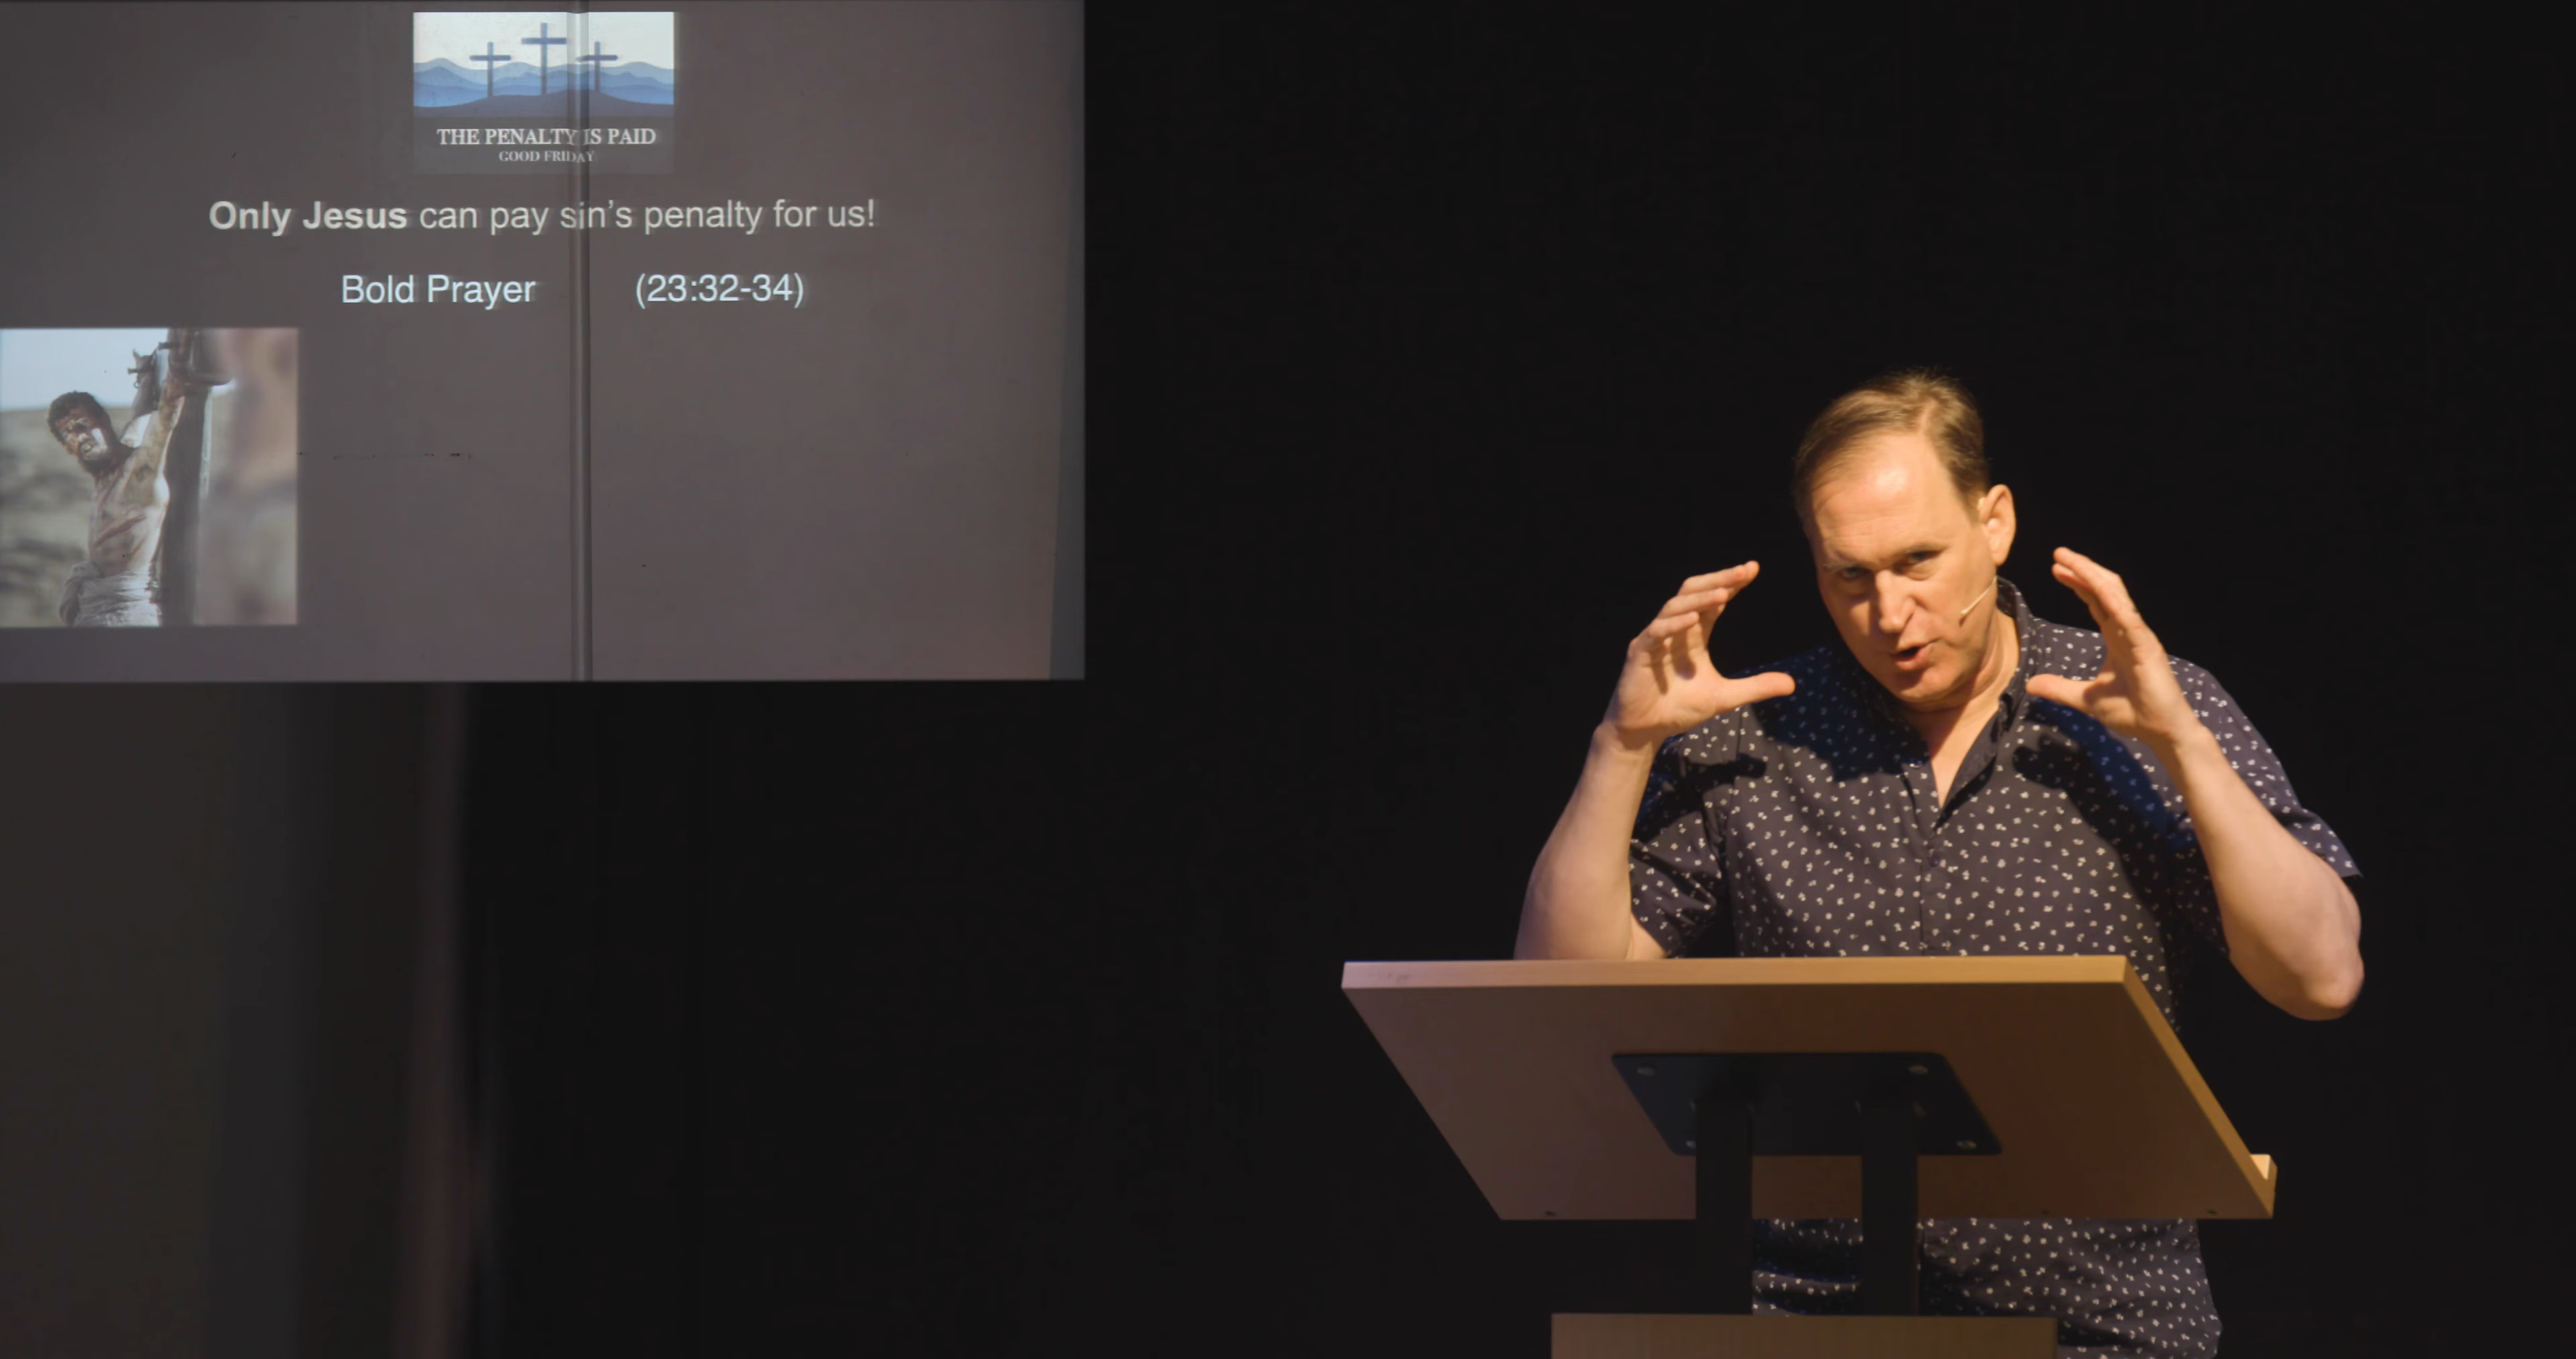 THE PENALTY IS PAID
GOOD FRIDAY
Only Jesus can pay sin’s penalty for us!
Bold Prayer (23:32-34)